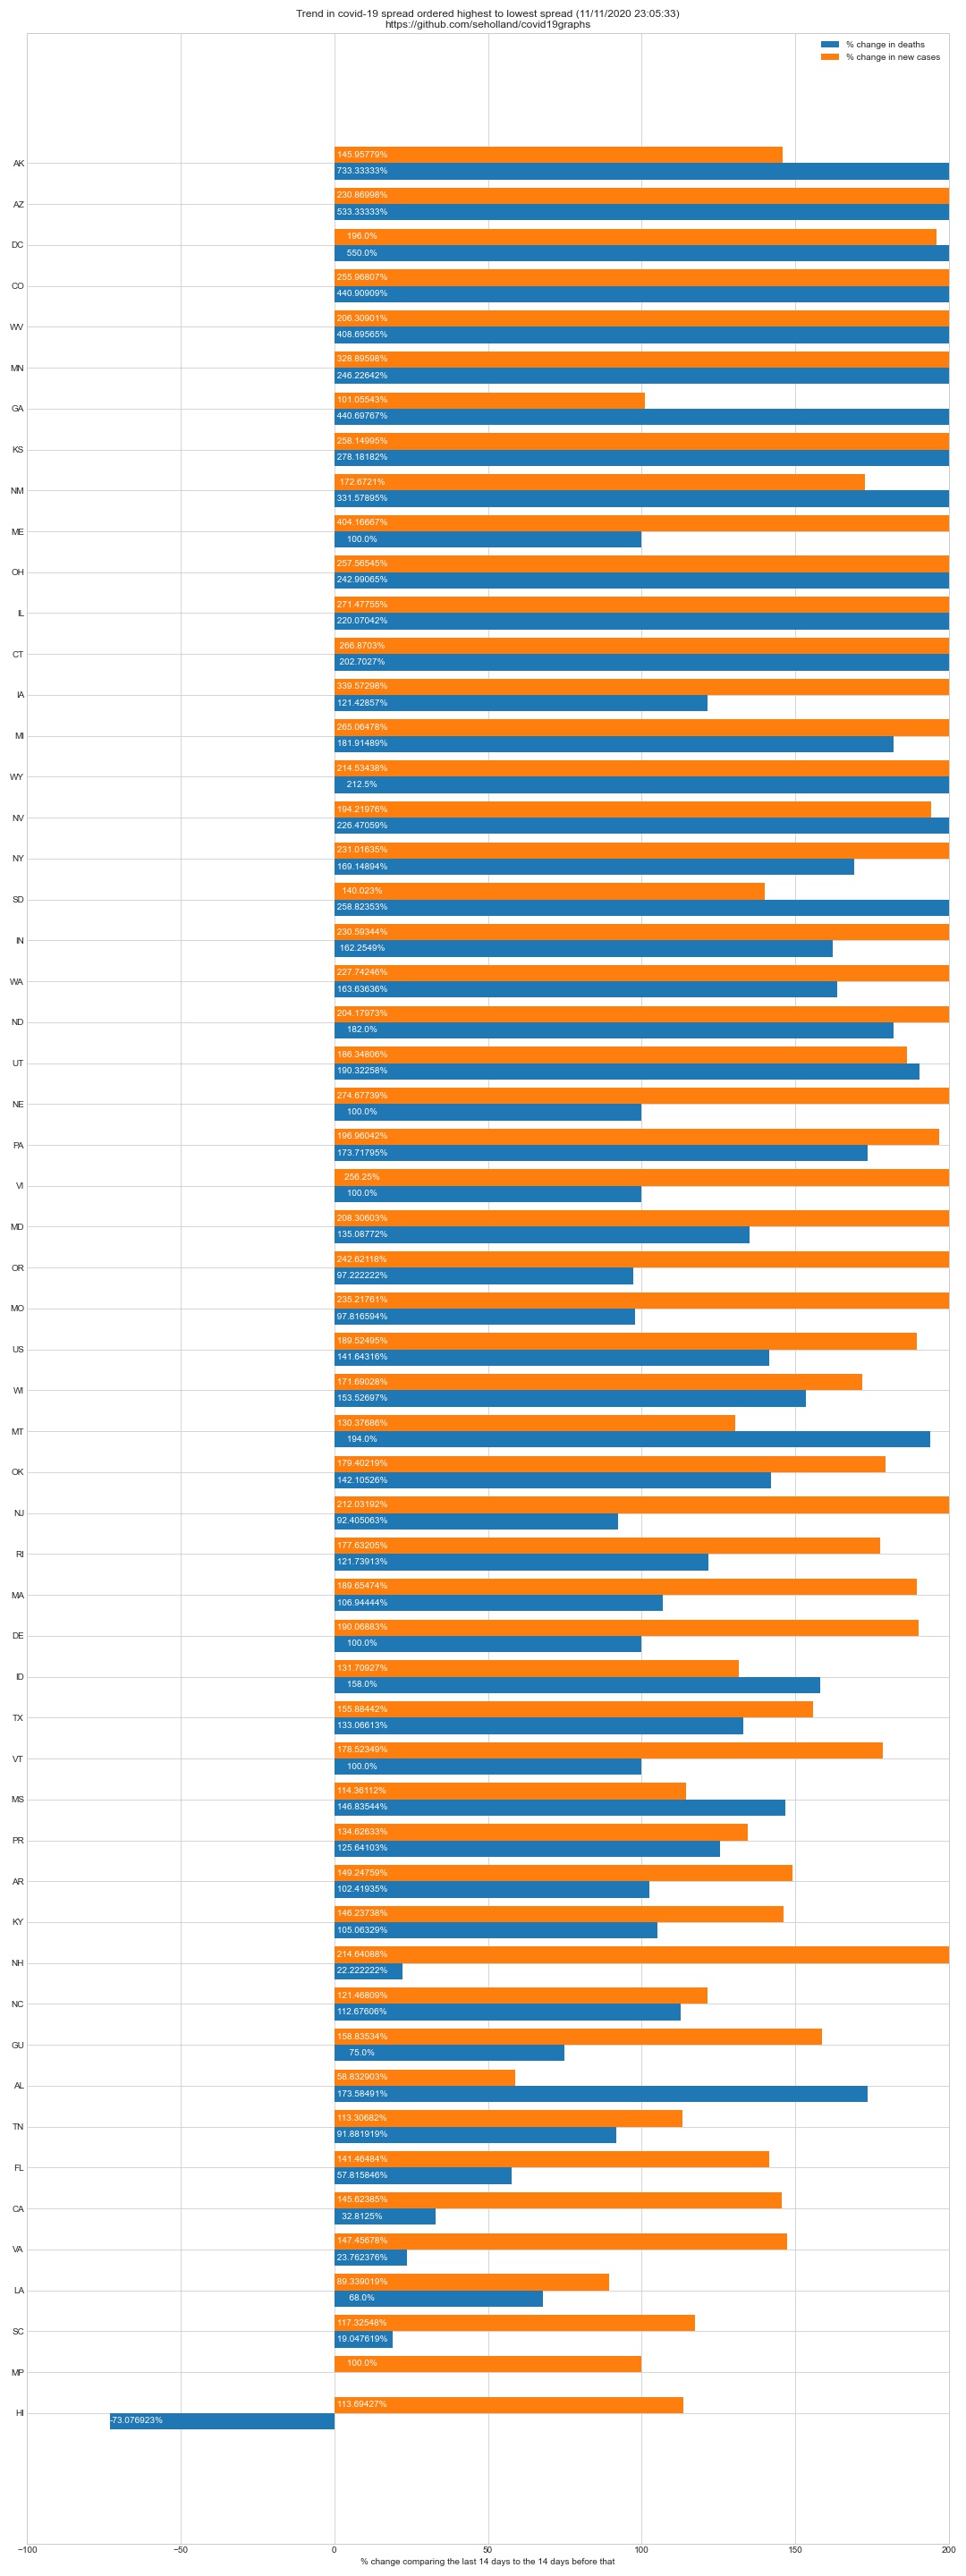 Trend in covid-19 spread ordered highest to lowest spread (11/11/2020 23:05:33)
https://github.com/seholland/covid19graphs
% change in deaths
% change in new cases
145.95779%
AK
733.33333%
230.86998%
AZ
533.33333%
196.0%
DC
550.0%
255.96807%
CO
440.90909%
206.30901%
WV
408.69565%
328.89598%
MN
246.22642%
101.05543%
GA
440.69767%
258.14995%
KS
278.18182%
172.6721%
NM
331.57895%
404.16667%
ME
100.0%
257.56545%
OH
242.99065%
271.47755%
IL
220.07042%
266.8703%
CT
202.7027%
339.57298%
IA
121.42857%
265.06478%
MI
181.91489%
214.53438%
WY
212.5%
194.21976%
NV
226.47059%
231.01635%
NY
169.14894%
140.023%
SD
258.82353%
230.59344%
IN
162.2549%
227.74246%
WA
163.63636%
204.17973%
ND
182.0%
186.34806%
UT
190.32258%
274.67739%
NE
100.0%
196.96042%
PA
173.71795%
256.25%
VI
100.0%
208.30603%
MD
135.08772%
242.62118%
OR
97.222222%
235.21761%
MO
97.816594%
189.52495%
US
141.64316%
171.69028%
WI
153.52697%
130.37686%
MT
194.0%
179.40219%
OK
142.10526%
212.03192%
NJ
92.405063%
177.63205%
RI
121.73913%
189.65474%
MA
106.94444%
190.06883%
DE
100.0%
131.70927%
ID
158.0%
155.88442%
TX
133.06613%
178.52349%
VT
100.0%
114.36112%
MS
146.83544%
134.62633%
PR
125.64103%
149.24759%
AR
102.41935%
146.23738%
KY
105.06329%
214.64088%
NH
22.222222%
121.46809%
NC
112.67606%
158.83534%
GU
75.0%
58.832903%
AL
173.58491%
113.30682%
TN
91.881919%
141.46484%
FL
57.815846%
145.62385%
CA
32.8125%
147.45678%
VA
23.762376%
89.339019%
LA
68.0%
117.32548%
SC
19.047619%
100.0%
MP
113.69427%
HI
-73.076923%
−100 −50 0 50 100 150 200
% change comparing the last 14 days to the 14 days before that